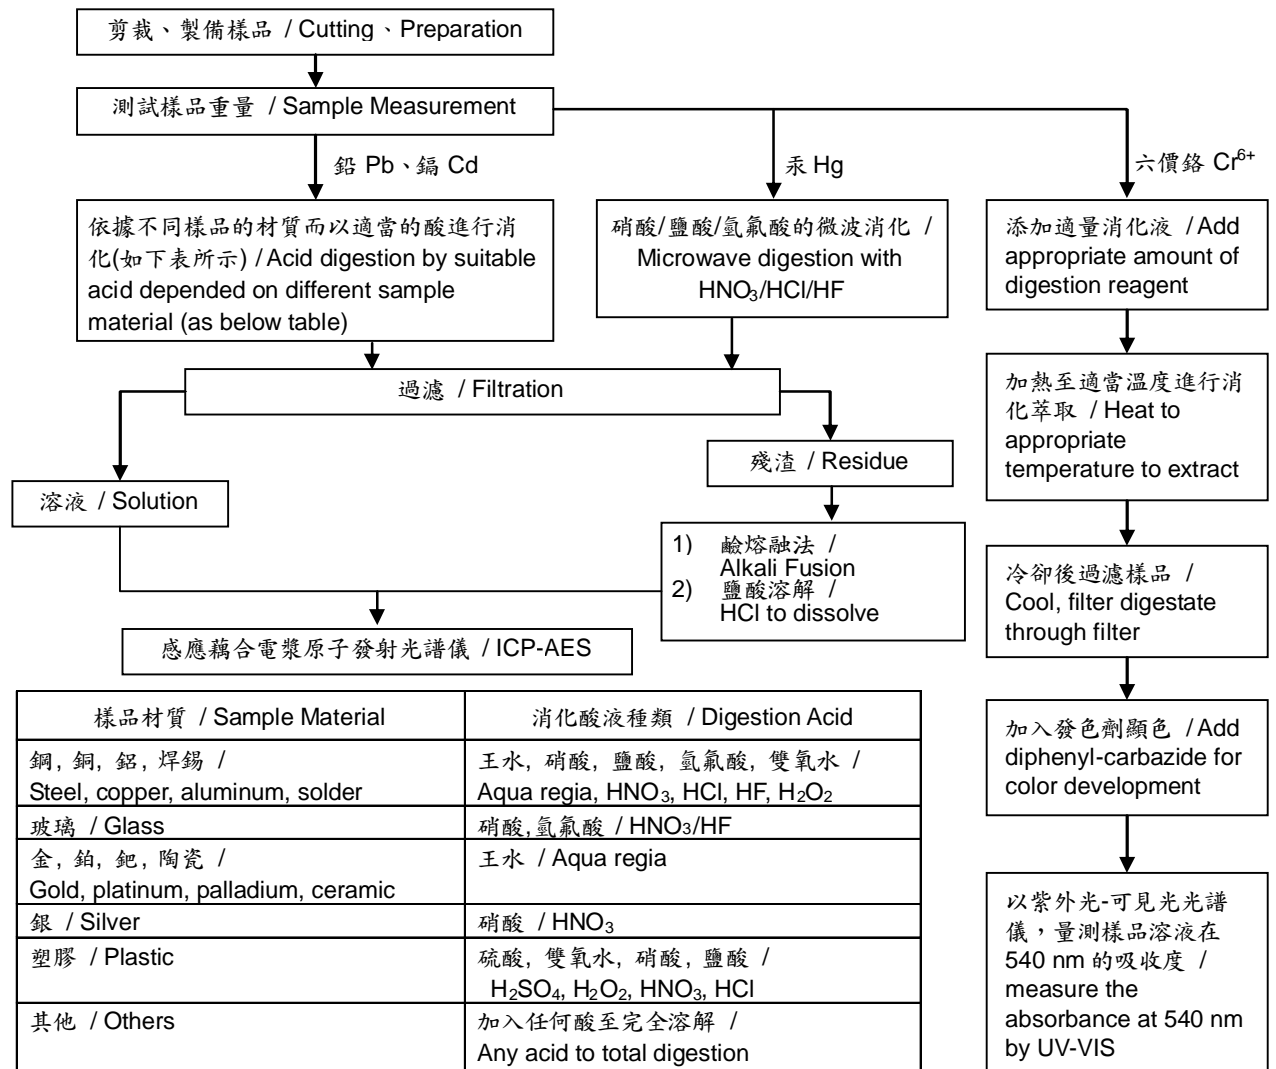 剪裁、製備樣品 / Cutting、Preparation
測試樣品重量 / Sample Measurement
鉛 Pb、鎘 Cd
汞 Hg
六價鉻 Cr6+
依據不同樣品的材質而以適當的酸進行消
化(如下表所示) / Acid digestion by suitable
acid depended on different sample
material (as below table)
硝酸/鹽酸/氫氟酸的微波消化 /
Microwave digestion with
HNO3/HCl/HF
添加適量消化液 / Add
appropriate amount of
digestion reagent
過濾 / Filtration
加熱至適當溫度進行消
化萃取 / Heat to
appropriate
temperature to extract
溶液 / Solution
殘渣 / Residue
1) 鹼熔融法 /
Alkali Fusion
2) 鹽酸溶解 /
HCl to dissolve
冷卻後過濾樣品 /
Cool, filter digestate
through filter
感應藕合電漿原子發射光譜儀 / ICP-AES
加入發色劑顯色 / Add
diphenyl-carbazide for
color development
以紫外光-可見光光譜
儀，量測樣品溶液在
540 nm 的吸收度 /
measure the
absorbance at 540 nm
by UV-VIS
樣品材質 / Sample Material
消化酸液種類 / Digestion Acid
鋼, 銅, 鋁, 焊錫 /
Steel, copper, aluminum, solder
王水, 硝酸, 鹽酸, 氫氟酸, 雙氧水 /
Aqua regia, HNO3, HCl, HF, H2O2
玻璃 / Glass
硝酸,氫氟酸 / HNO3/HF
金, 鉑, 鈀, 陶瓷 /
Gold, platinum, palladium, ceramic
王水 / Aqua regia
銀 / Silver
硝酸 / HNO3
塑膠 / Plastic
硫酸, 雙氧水, 硝酸, 鹽酸 /
H2SO4, H2O2, HNO3, HCl
其他 / Others
加入任何酸至完全溶解 /
Any acid to total digestion